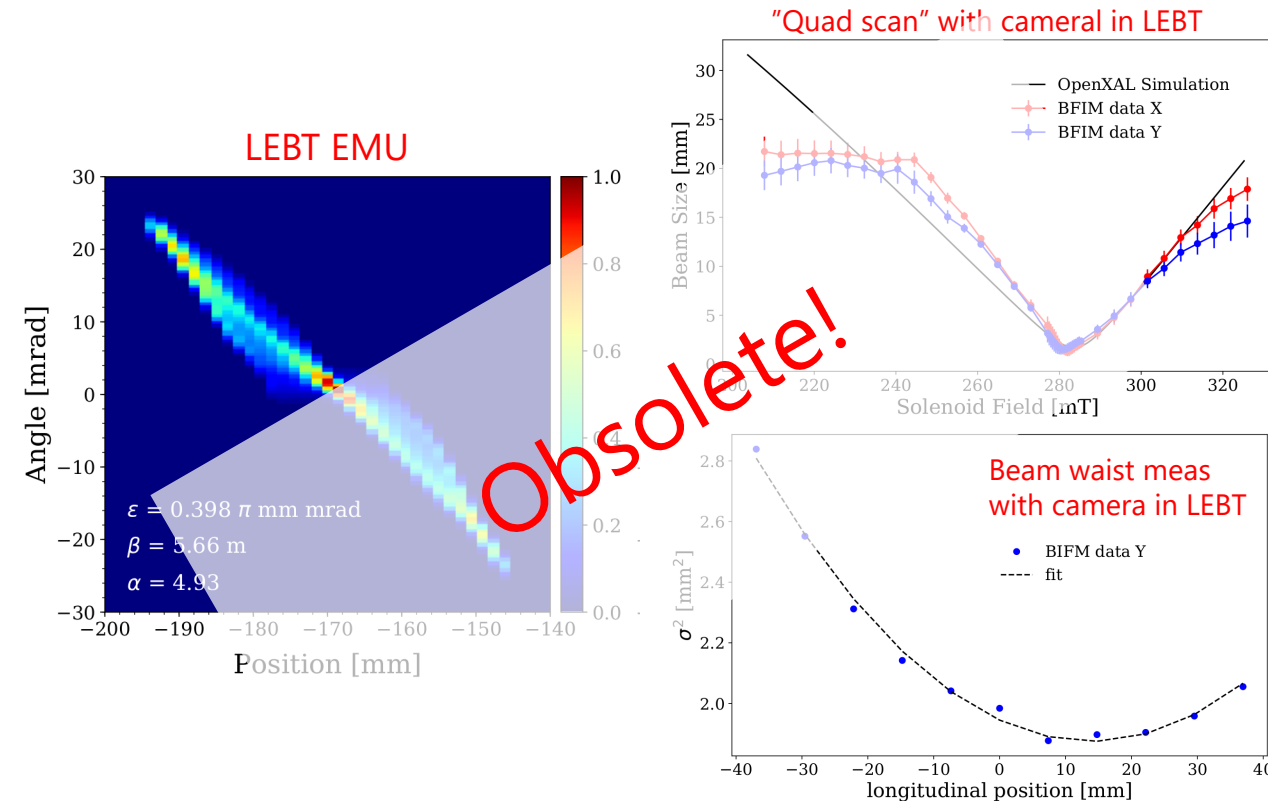 LEBT EMU
30
20
10
0
−10
−20
−30
Angle [mrad]
ε = 0.398 π mm mrad
β = 5.66 m
α = 4.93
−200 −190 −180 −170 −160 −150 −140
Position [mm]
1.0
0.8
0.6
0.4
0.2
0.0
Obsolete!
"Quad scan" with cameral in LEBT
30
25
20
15
10
5
0
Beam Size [mm]
OpenXAL Simulation
BFIM data X
BFIM data Y
200 220 240 260 280 300 320
Solenoid Field [mT]
2.8
2.6
2.4
2.2
2.0
σ² [mm²]
Beam waist meas
with camera in LEBT
BIFM data Y
fit
−40 −30 −20 −10 0 10 20 30 40
longitudinal position [mm]